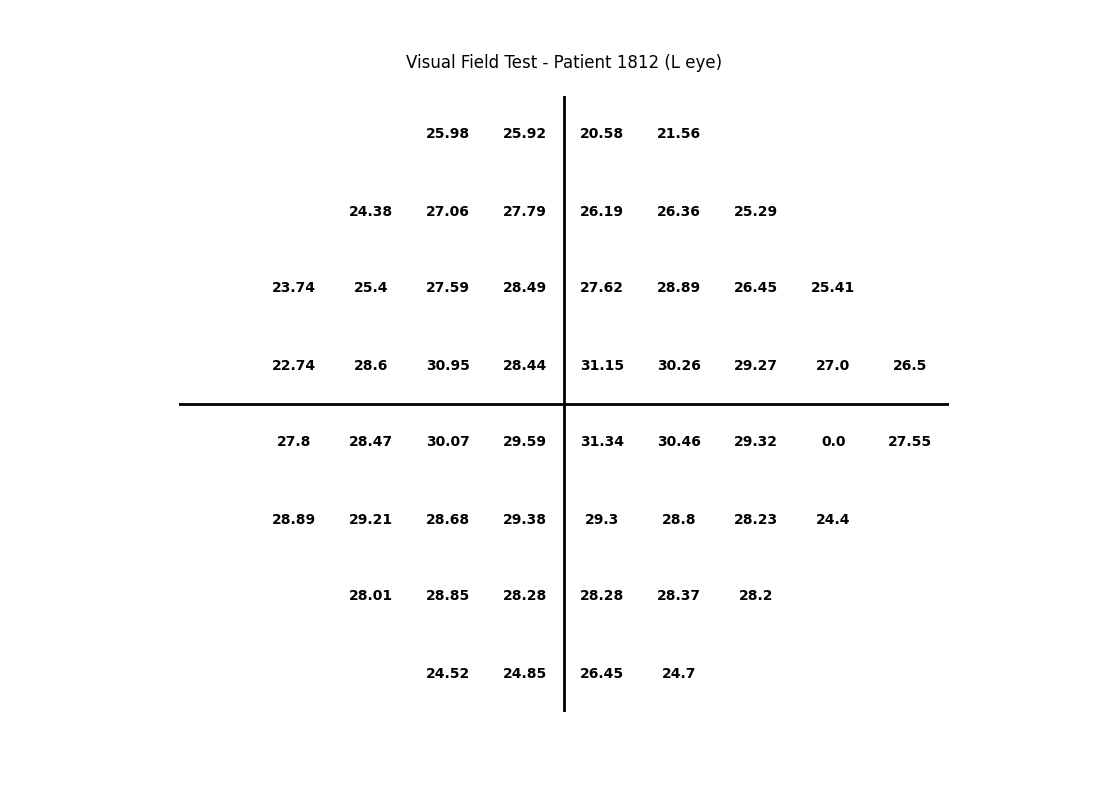 Visual Field Test - Patient 1812 (L eye)
25.98 25.92 20.58 21.56
24.38 27.06 27.79 26.19 26.36 25.29
23.74 25.4 27.59 28.49 27.62 28.89 26.45 25.41
22.74 28.6 30.95 28.44 31.15 30.26 29.27 27.0 26.5
27.8 28.47 30.07 29.59 31.34 30.46 29.32 0.0 27.55
28.89 29.21 28.68 29.38 29.3 28.8 28.23 24.4
28.01 28.85 28.28 28.28 28.37 28.2
24.52 24.85 26.45 24.7